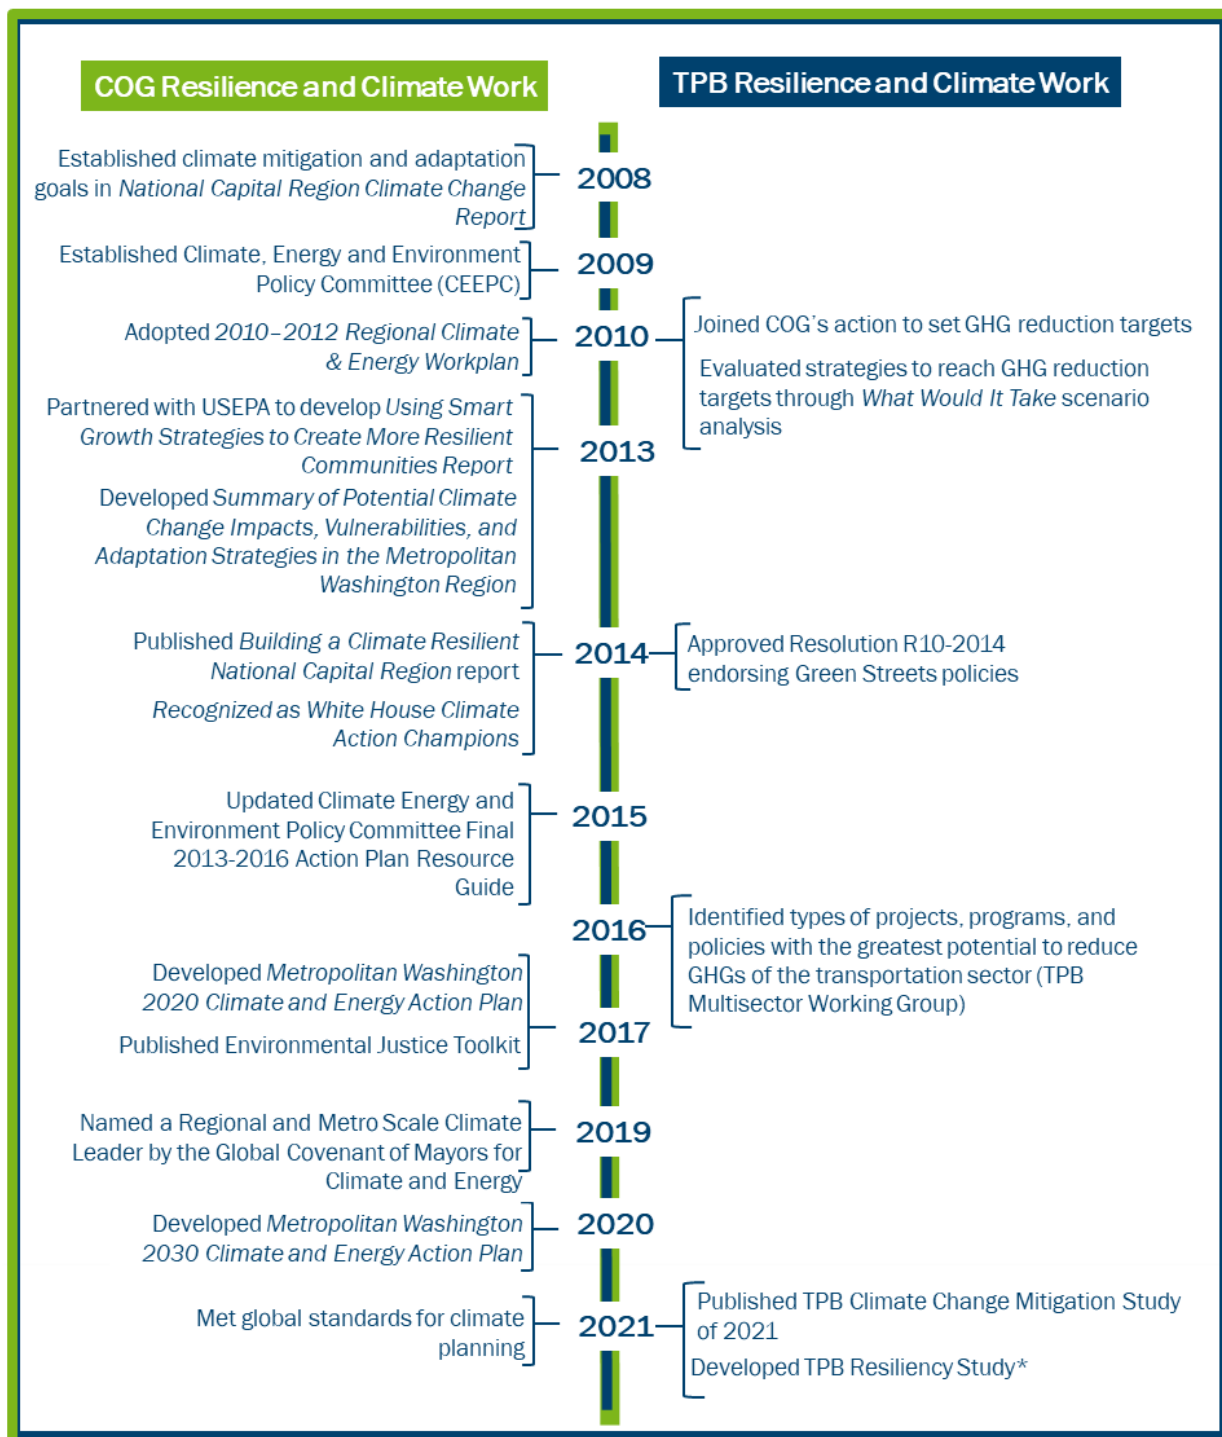 COG Resilience and Climate Work
TPB Resilience and Climate Work
Established climate mitigation and adaptation
goals in National Capital Region Climate Change
Report
2008
Established Climate, Energy and Environment
Policy Committee (CEEPC)
2009
Adopted 2010–2012 Regional Climate
& Energy Workplan
2010
Joined COG's action to set GHG reduction targets
Evaluated strategies to reach GHG reduction
targets through What Would It Take scenario
analysis
Partnered with USEPA to develop Using Smart
Growth Strategies to Create More Resilient
Communities Report
Developed Summary of Potential Climate
Change Impacts, Vulnerabilities, and
Adaptation Strategies in the Metropolitan
Washington Region
2013
Published Building a Climate Resilient
National Capital Region report
Recognized as White House Climate
Action Champions
2014
Approved Resolution R10-2014
endorsing Green Streets policies
Updated Climate Energy and
Environment Policy Committee Final
2013-2016 Action Plan Resource
Guide
2015
2016
Identified types of projects, programs, and
policies with the greatest potential to reduce
GHGs of the transportation sector (TPB
Multisector Working Group)
Developed Metropolitan Washington
2020 Climate and Energy Action Plan
Published Environmental Justice Toolkit
2017
Named a Regional and Metro Scale Climate
Leader by the Global Covenant of Mayors for
Climate and Energy
2019
Developed Metropolitan Washington
2030 Climate and Energy Action Plan
2020
Met global standards for climate
planning
2021
Published TPB Climate Change Mitigation Study
of 2021
Developed TPB Resiliency Study*